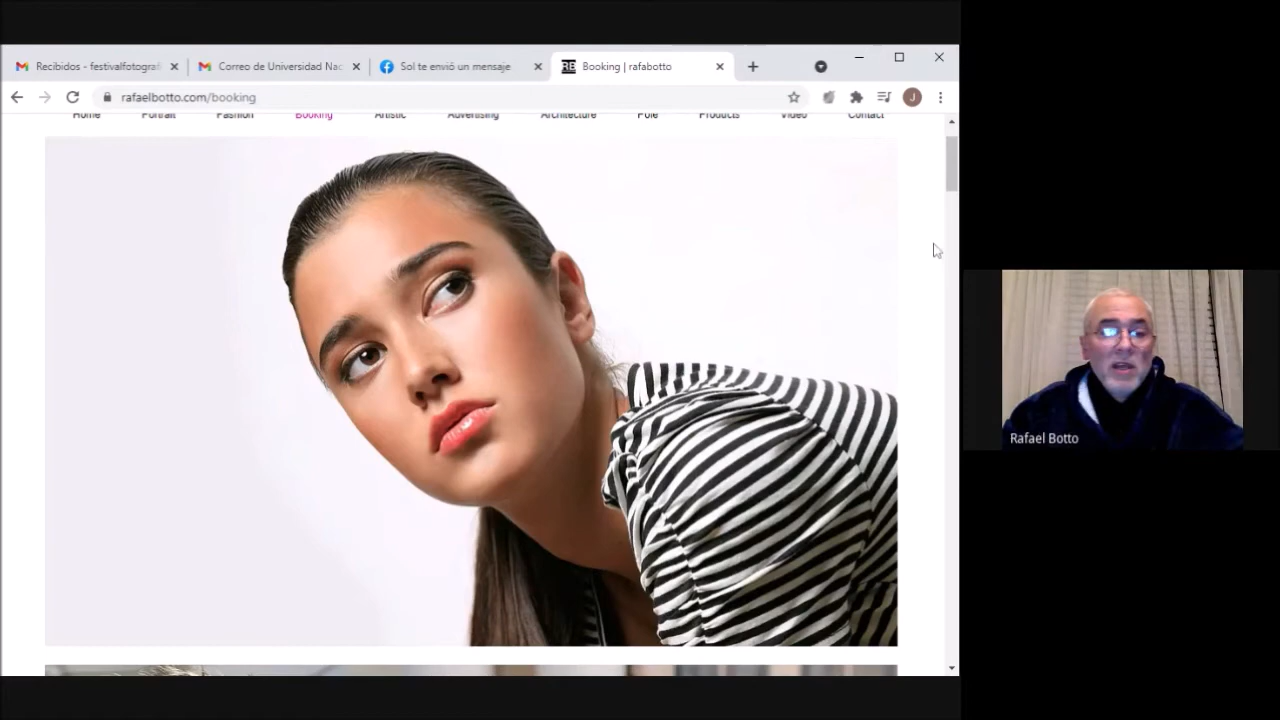 Recibidos - festivalfotograf
Correo de Universidad Nac
Sol te envió un mensaje
RB
Booking | rafabotto
rafaelbotto.com/booking
J
Home
Portrait
Fashion
Booking
Artistic
Advertising
Architecture
Pole
Products
Video
Contact
Rafael Botto